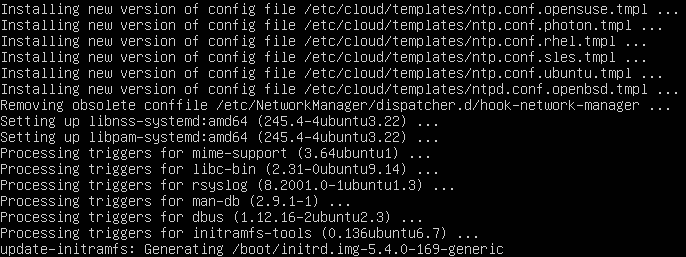 Installing new version of config file /etc/cloud/templates/ntp.conf.opensuse.tmpl ...
Installing new version of config file /etc/cloud/templates/ntp.conf.photon.tmpl ...
Installing new version of config file /etc/cloud/templates/ntp.conf.rhel.tmpl ...
Installing new version of config file /etc/cloud/templates/ntp.conf.sles.tmpl ...
Installing new version of config file /etc/cloud/templates/ntp.conf.ubuntu.tmpl ...
Installing new version of config file /etc/cloud/templates/ntpd.conf.openbsd.tmpl ...
Removing obsolete conffile /etc/NetworkManager/dispatcher.d/hook-network-manager ...
Setting up libnss-systemd:amd64 (245.4-4ubuntu3.22) ...
Setting up libpam-systemd:amd64 (245.4-4ubuntu3.22) ...
Processing triggers for mime-support (3.64ubuntu1) ...
Processing triggers for libc-bin (2.31-0ubuntu9.14) ...
Processing triggers for rsyslog (8.2001.0-1ubuntu1.3) ...
Processing triggers for man-db (2.9.1-1) ...
Processing triggers for dbus (1.12.16-2ubuntu2.3) ...
Processing triggers for initramfs-tools (0.136ubuntu6.7) ...
update-initramfs: Generating /boot/initrd.img-5.4.0-169-generic